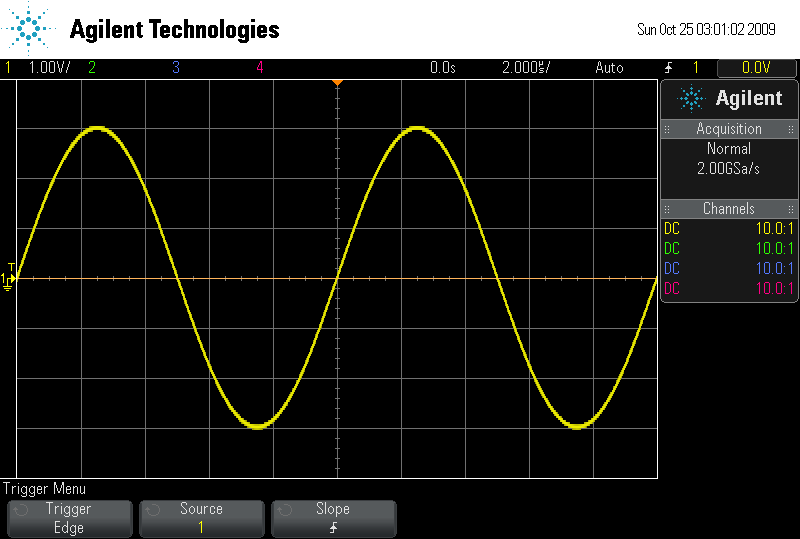 Agilent Technologies
Sun Oct 25 03:01:02 2009
1 1.00V/ 2 3 4 0.0s 2.000µs/ Auto 1 0.0V
Agilent
Acquisition
Normal
2.00GSa/s
Channels
DC 10.0:1
DC 10.0:1
DC 10.0:1
DC 10.0:1
T
1
Trigger Menu
Trigger
Edge
Source
1
Slope